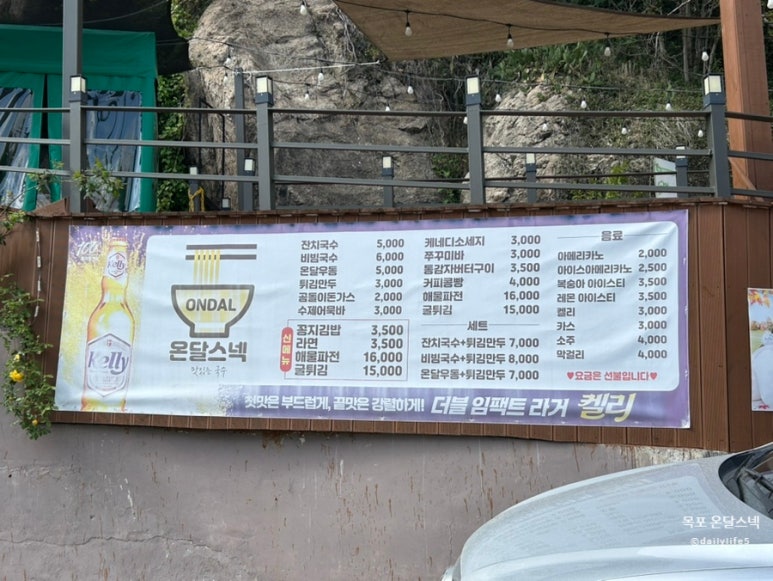 Kelly
Kelly
ONDAL
온달스넥
맛있는 국수
잔치국수 5,000
비빔국수 6,000
온달우동 5,000
튀김만두 3,000
곰돌이돈가스 2,000
수제어묵바 3,000
신메뉴
꽁지김밥 3,500
라면 3,500
해물파전 16,000
굴튀김 15,000
케네디소세지 3,000
쭈꾸미바 3,000
통감자버터구이 3,500
커피콩빵 4,000
해물파전 16,000
굴튀김 15,000
세트
잔치국수+튀김만두 7,000
비빔국수+튀김만두 8,000
온달우동+튀김만두 7,000
음료
아메리카노 2,000
아이스아메리카노 2,500
복숭아 아이스티 3,500
레몬 아이스티 3,500
켈리 3,000
카스 3,000
소주 4,000
막걸리 4,000
♥요금은 선불입니다♥
첫맛은 부드럽게, 끝맛은 강렬하게! 더블 임팩트 라거 켈리
목포 온달스넥
©dailylife5